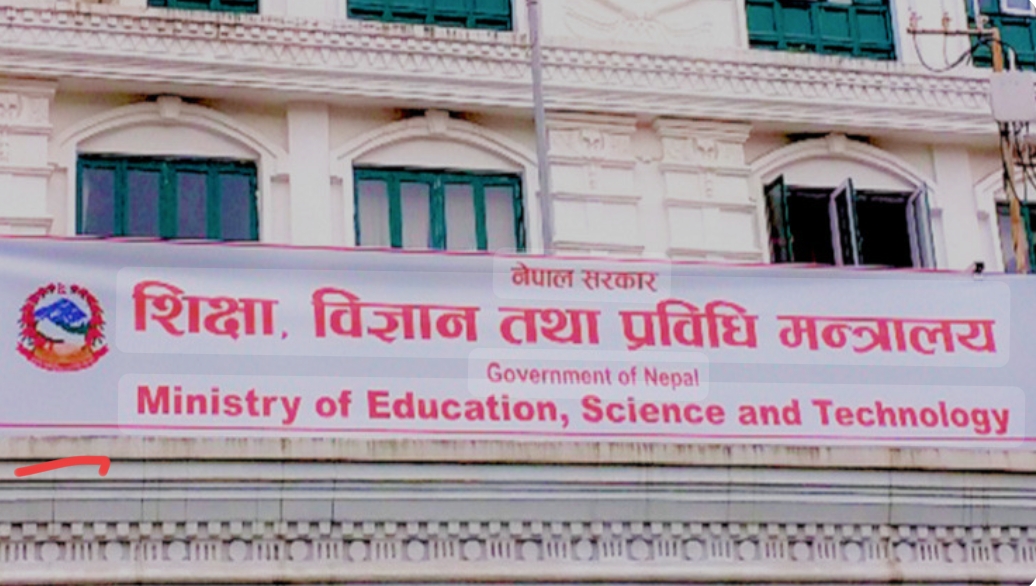 नेपाल सरकार
शिक्षा, विज्ञान तथा प्रविधि मन्त्रालय
Government of Nepal
Ministry of Education, Science and Technology